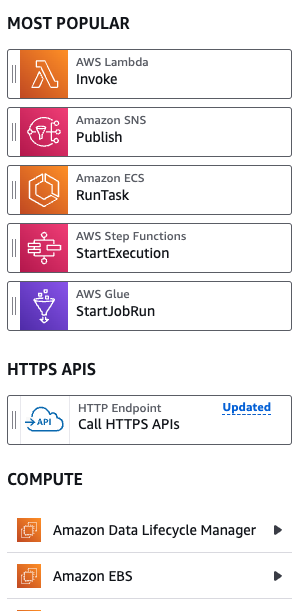 MOST POPULAR
AWS Lambda
Invoke
Amazon SNS
Publish
Amazon ECS
RunTask
AWS Step Functions
StartExecution
AWS Glue
StartJobRun
HTTPS APIS
HTTP Endpoint
Updated
API
Call HTTPS APIs
COMPUTE
Amazon Data Lifecycle Manager
Amazon EBS